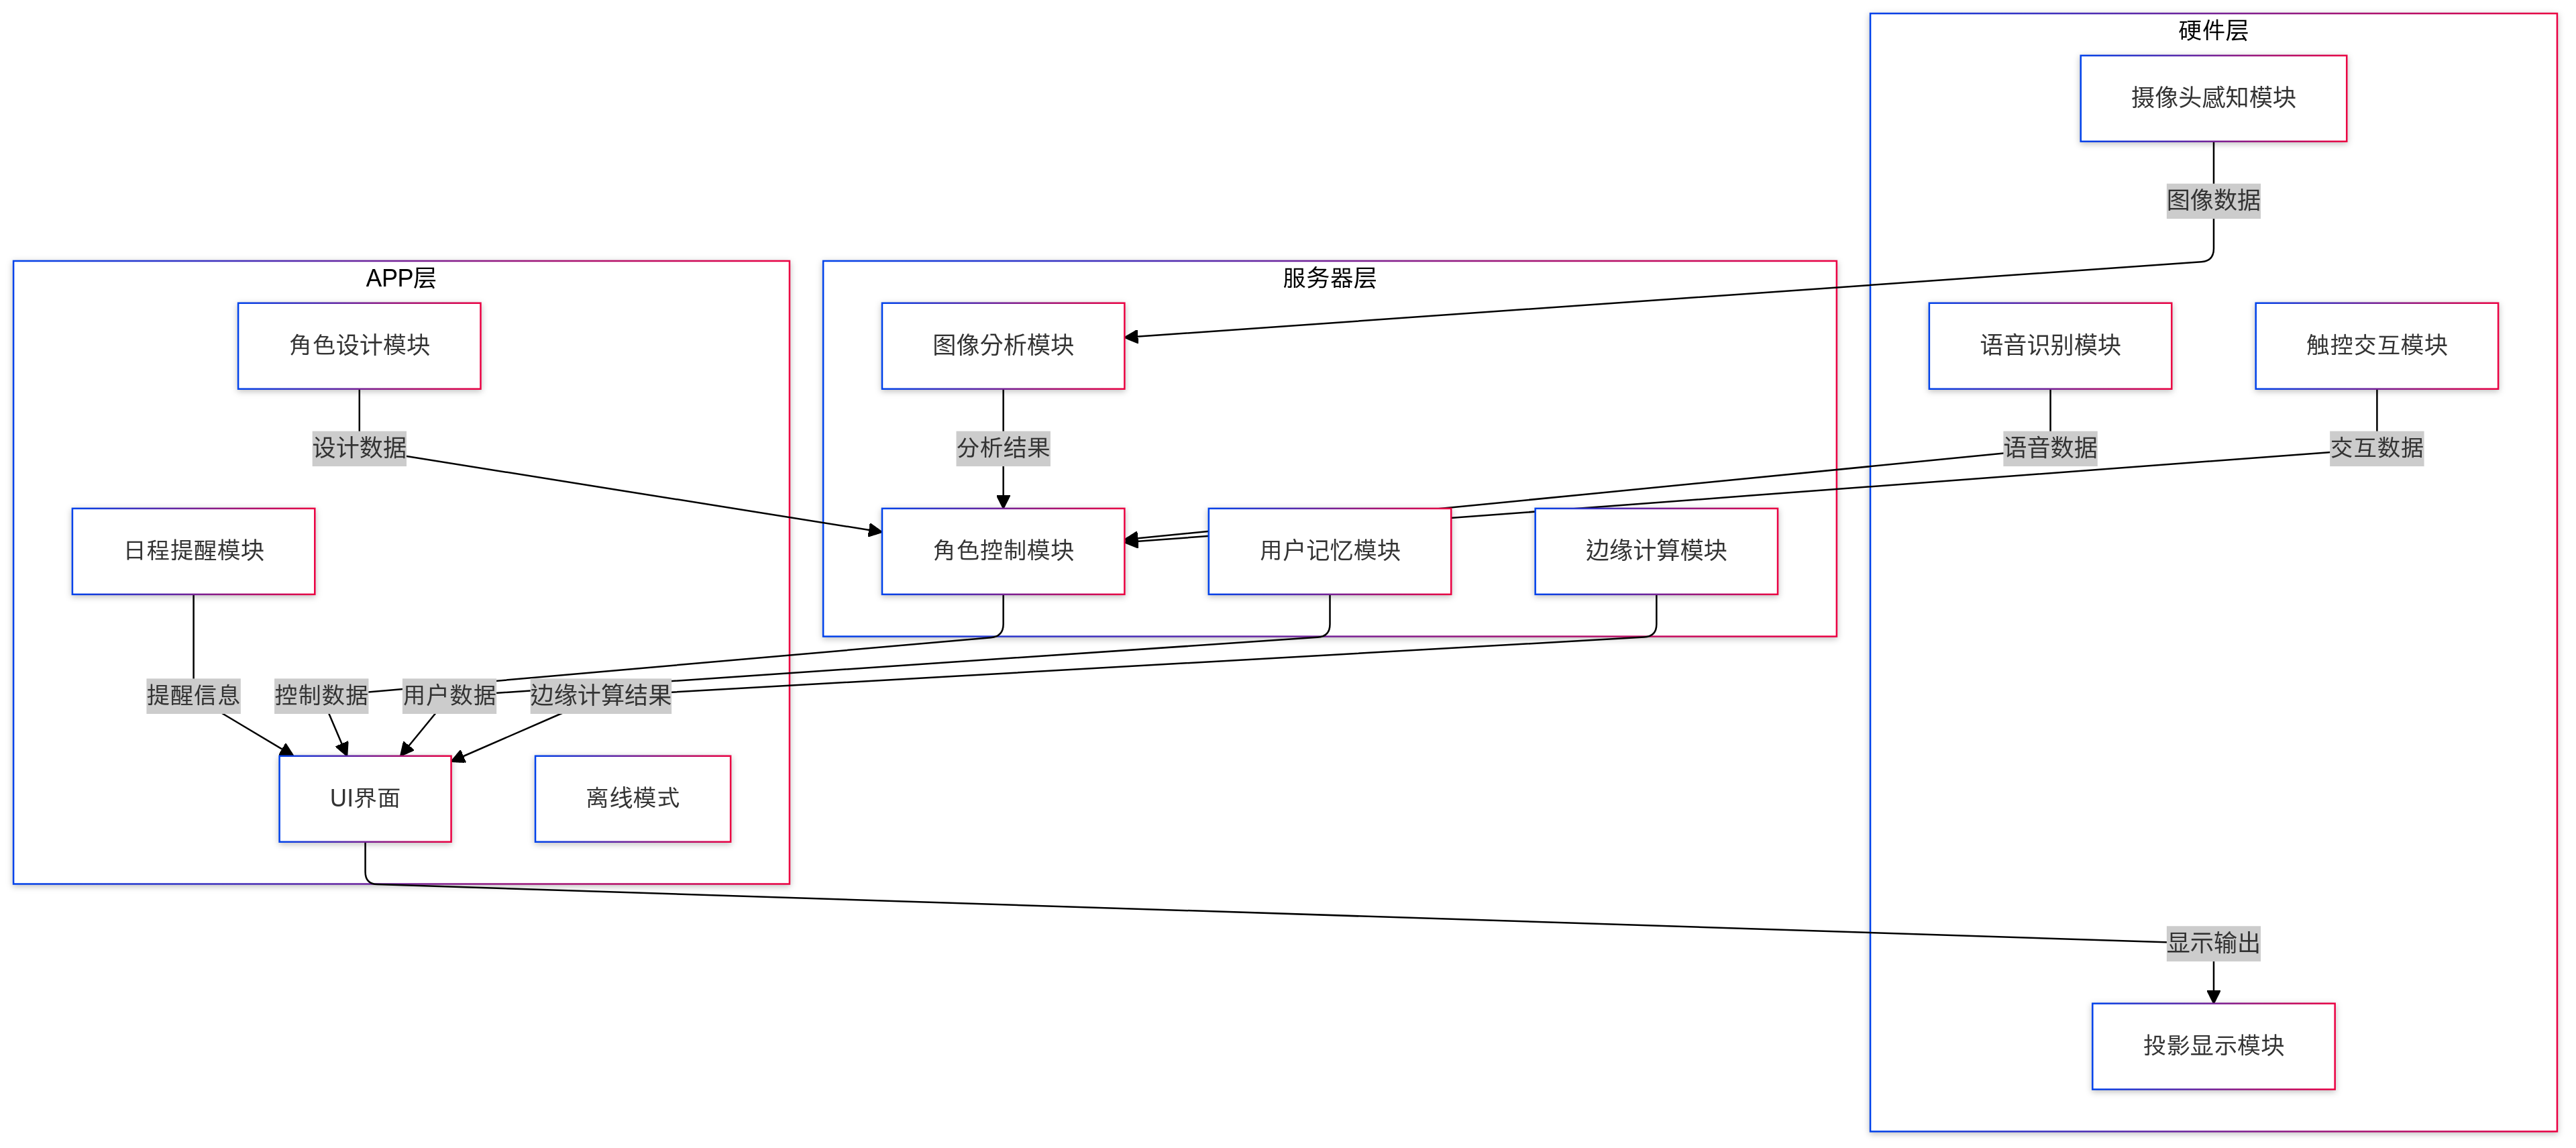 硬件层
摄像头感知模块
图像数据
APP层
服务器层
角色设计模块
图像分析模块
语音识别模块
触控交互模块
设计数据
分析结果
语音数据
交互数据
日程提醒模块
角色控制模块
用户记忆模块
边缘计算模块
提醒信息
控制数据
用户数据
边缘计算结果
UI界面
离线模式
显示输出
投影显示模块